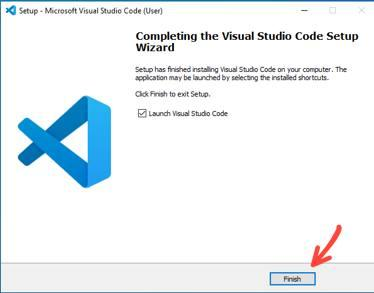 Setup - Microsoft Visual Studio Code (User)
Completing the Visual Studio Code Setup
Wizard
Setup has finished installing Visual Studio Code on your computer. The
application may be launched by selecting the installed shortcuts.
Click Finish to exit Setup.
Launch Visual Studio Code
Finish